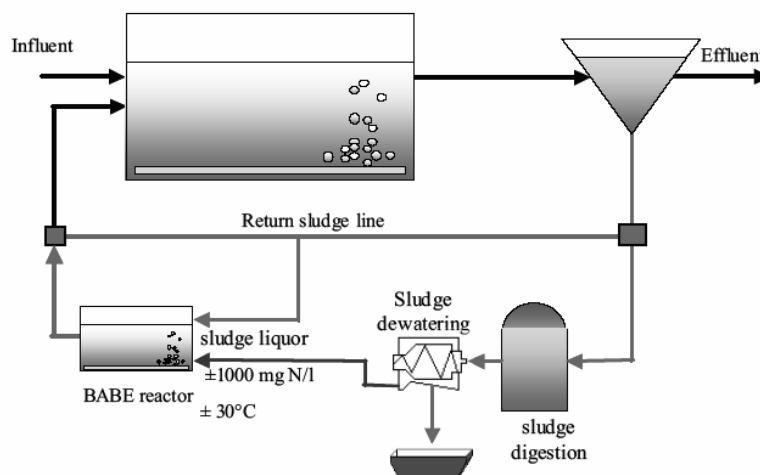 Influent
Effluent
Return sludge line
Sludge
dewatering
sludge liquor
±1000 mg N/l
BABE reactor
± 30°C
sludge
digestion